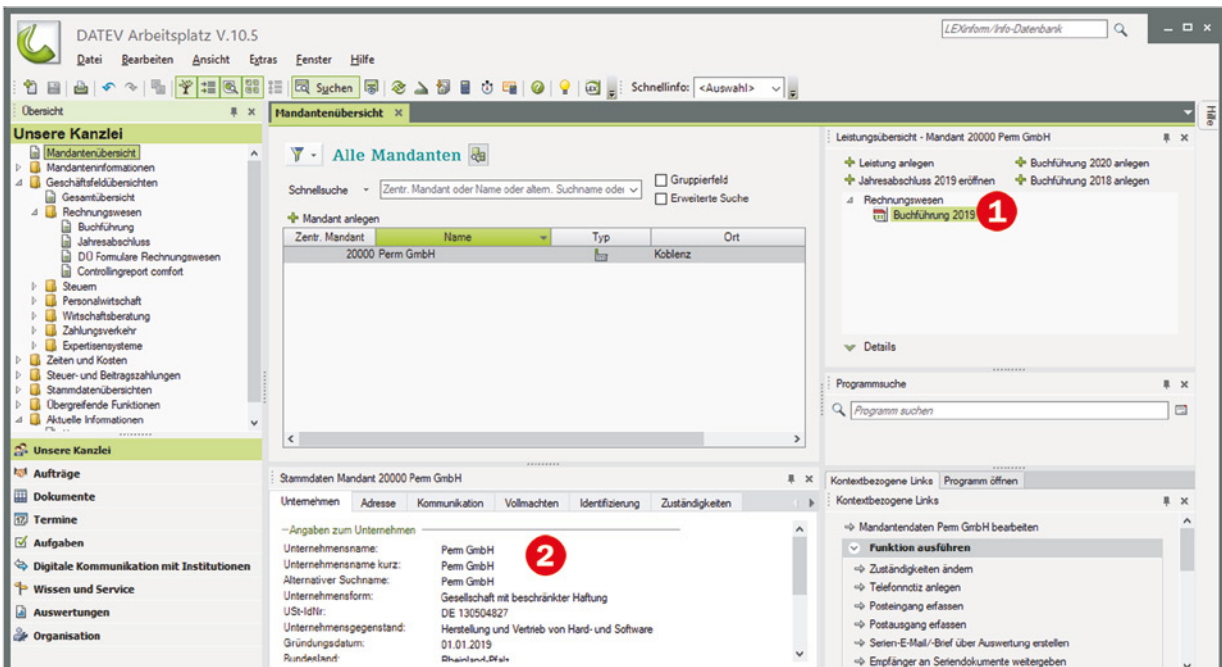 DATEV Arbeitsplatz V.10.5
LEXinform/Info-Datenbank
Datei Bearbeiten Ansicht Extras Fenster Hilfe
Suchen
Schnellinfo: <Auswahl>
Übersicht
Unsere Kanzlei
Mandantenübersicht
Mandanteninformationen
Geschäftsfeldübersichten
Gesamtübersicht
Rechnungswesen
Buchführung
Jahresabschluss
DÜ Formulare Rechnungswesen
Controllingreport comfort
Steuern
Personalwirtschaft
Wirtschaftsberatung
Zahlungsverkehr
Expertisensysteme
Zeiten und Kosten
Steuer- und Beitragszahlungen
Stammdatenübersichten
Übergreifende Funktionen
Aktuelle Informationen
Unsere Kanzlei
Aufträge
Dokumente
Termine
Aufgaben
Digitale Kommunikation mit Institutionen
Wissen und Service
Auswertungen
Organisation
Mandantenübersicht
Alle Mandanten
Schnellsuche
Zentr. Mandant oder Name oder altern. Suchname oder
Gruppierfeld
Erweiterte Suche
Mandant anlegen
Zentr. Mandant Name Typ Ort
20000 Perm GmbH Koblenz
Stammdaten Mandant 20000 Perm GmbH
Unternehmen Adresse Kommunikation Vollmachten Identifizierung Zuständigkeiten
Angaben zum Unternehmen
Unternehmensname: Perm GmbH
Unternehmensname kurz: Perm GmbH
Alternativer Suchname: Perm GmbH
Unternehmensform: Gesellschaft mit beschränkter Haftung
USt-IdNr: DE 130504827
Unternehmensgegenstand: Herstellung und Vertrieb von Hard- und Software
Gründungsdatum: 01.01.2019
Bundesland: Rheinland-Pfalz
2
Leistungsübersicht - Mandant 20000 Perm GmbH
Leistung anlegen Buchführung 2020 anlegen
Jahresabschluss 2019 eröffnen Buchführung 2018 anlegen
Rechnungswesen
Buchführung 2019
1
Details
Programmsuche
Programm suchen
Kontextbezogene Links Programm öffnen
Kontextbezogene Links
Mandantendaten Perm GmbH bearbeiten
Funktion ausführen
Zuständigkeiten ändern
Telefonnotiz anlegen
Posteingang erfassen
Postausgang erfassen
Serien-E-Mail/-Brief über Auswertung erstellen
Empfänger an Seriendokumente weitergeben
Hilfe